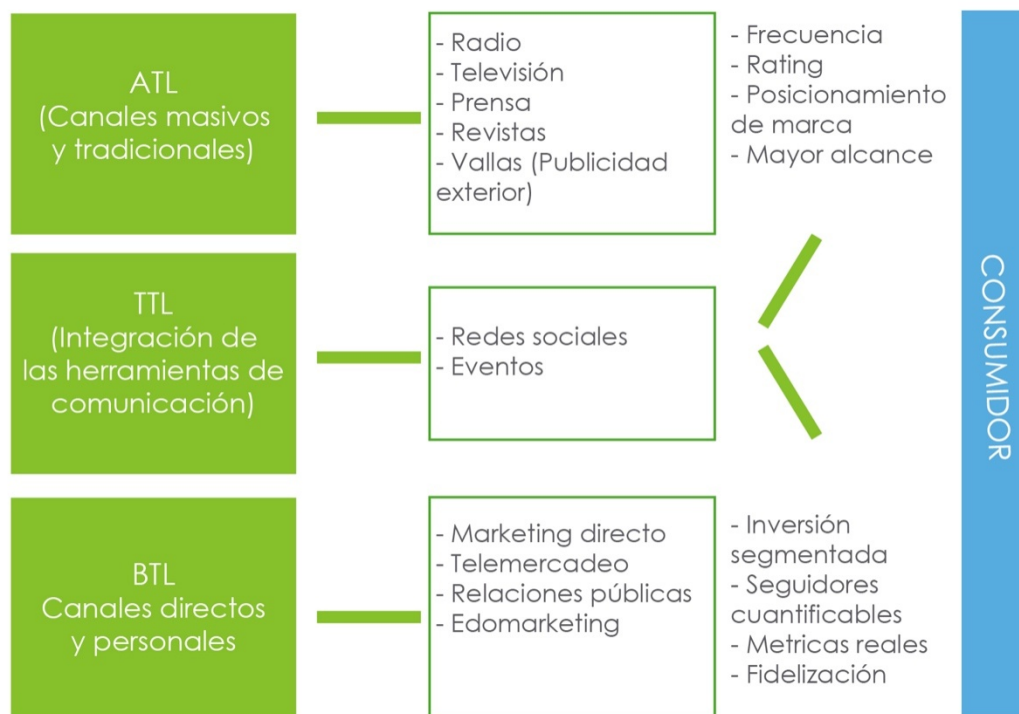 ATL
(Canales masivos
y tradicionales)
- Radio
- Televisión
- Prensa
- Revistas
- Vallas (Publicidad
exterior)
- Frecuencia
- Rating
- Posicionamiento
de marca
- Mayor alcance
TTL
(Integración de
las herramientas de
comunicación)
- Redes sociales
- Eventos
BTL
Canales directos
y personales
- Marketing directo
- Telemercadeo
- Relaciones públicas
- Edomarketing
- Inversión
segmentada
- Seguidores
cuantificables
- Metricas reales
- Fidelización
CONSUMIDOR